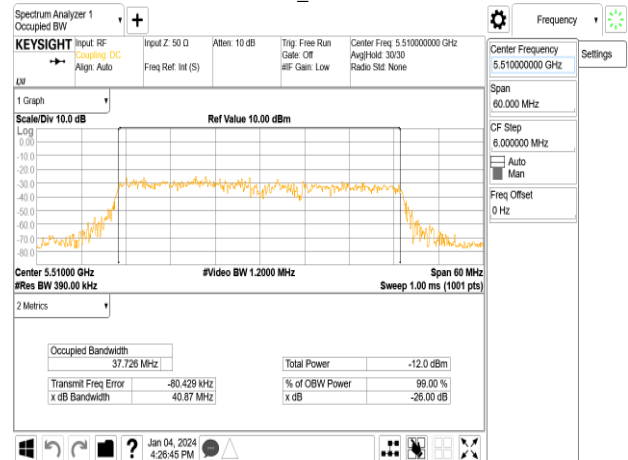 Spectrum Analyzer 1
Occupied BW
+
Frequency
KEYSIGHT
Input: RF
Coupling: DC
Align: Auto
Input Z: 50 Ω
Freq Ref: Int (S)
Atten: 10 dB
Trig: Free Run
Gate: Off
#IF Gain: Low
Center Freq: 5.510000000 GHz
Avg|Hold: 30/30
Radio Std: None
LXI
Center Frequency
5.510000000 GHz
Settings
Span
60.000 MHz
CF Step
6.000000 MHz
Auto
Man
Freq Offset
0 Hz
1 Graph
Scale/Div 10.0 dB
Ref Value 10.00 dBm
Log
0.00
-10.0
-20.0
-30.0
-40.0
-50.0
-60.0
-70.0
-80.0
Center 5.51000 GHz
#Video BW 1.2000 MHz
Span 60 MHz
#Res BW 390.00 kHz
Sweep 1.00 ms (1001 pts)
2 Metrics
Occupied Bandwidth
37.726 MHz
Total Power -12.0 dBm
Transmit Freq Error -80.429 kHz
% of OBW Power 99.00 %
x dB Bandwidth 40.87 MHz
x dB -26.00 dB
?
Jan 04, 2024
4:26:45 PM